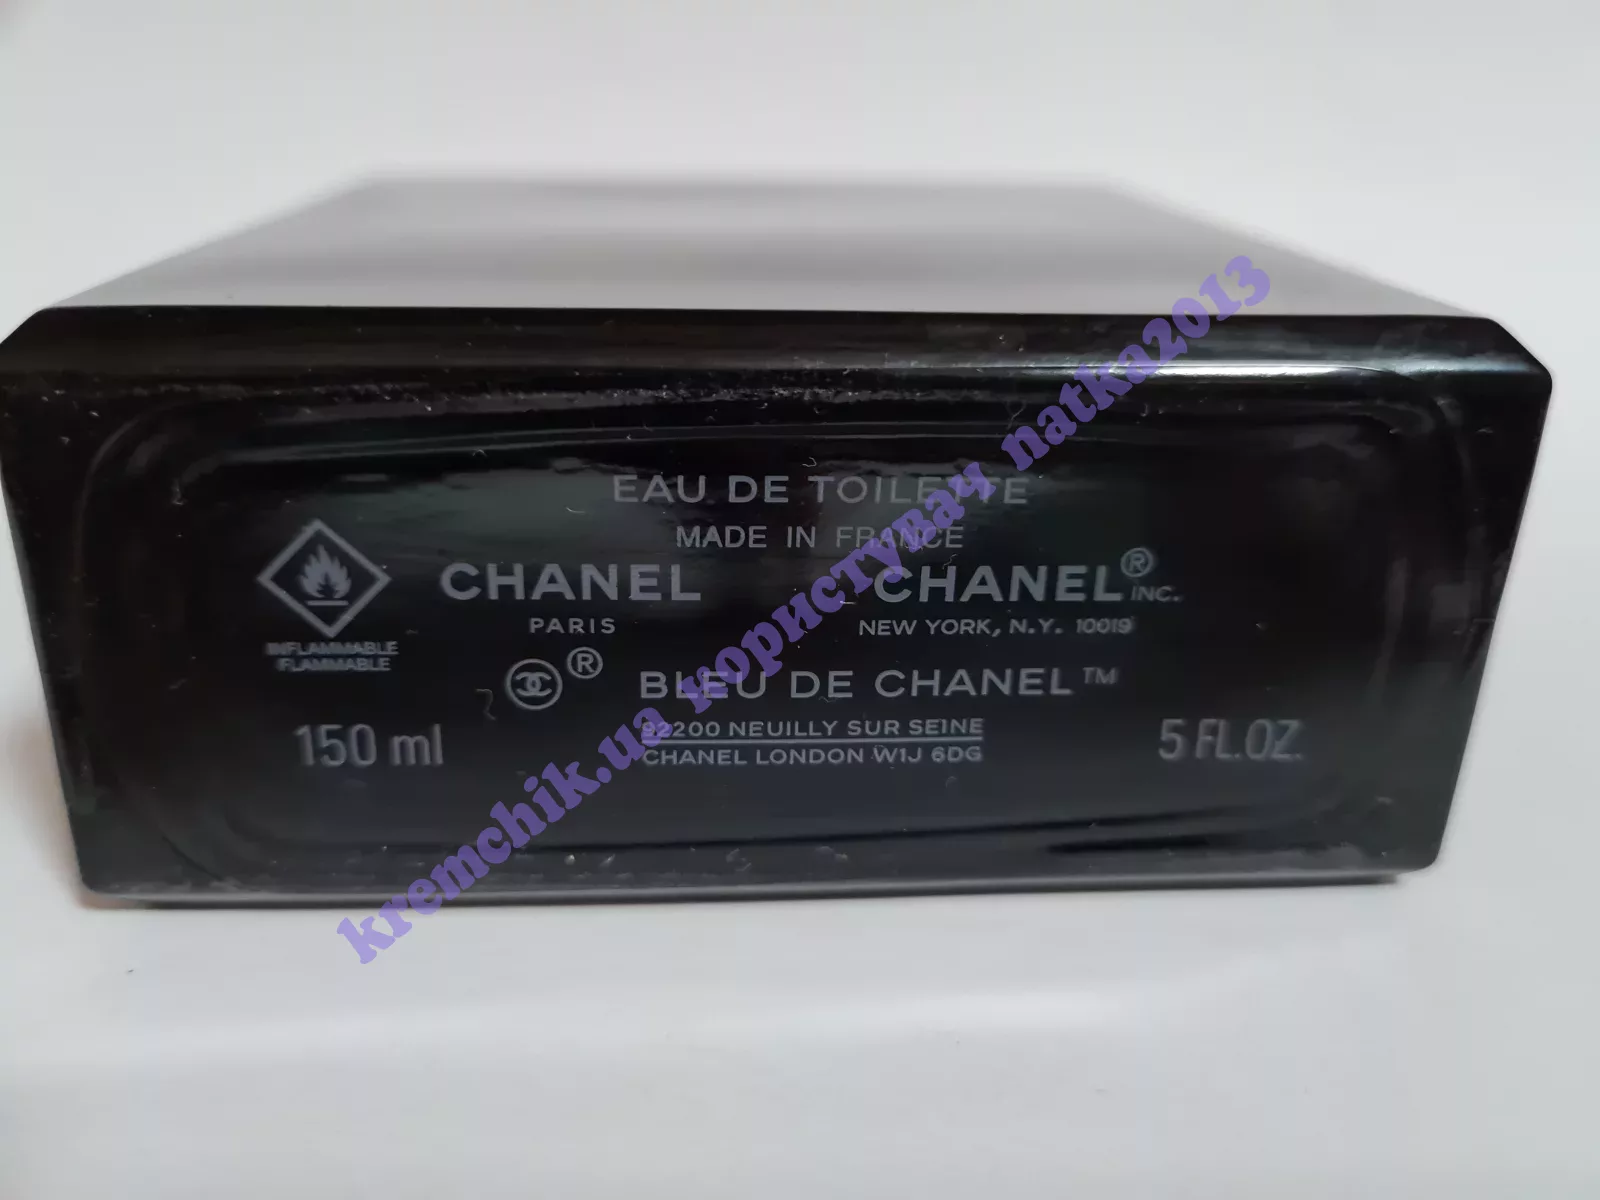 EAU DE TOILETTE
MADE IN FRANCE
CHANEL
PARIS
CHANEL® INC.
NEW YORK, N.Y. 10019
INFLAMMABLE
FLAMMABLE
®
BLEU DE CHANEL™
150 ml
92200 NEUILLY SUR SEINE
CHANEL LONDON W1J 6DG
5 FL.OZ.
kremchik.ua користувач natka2013